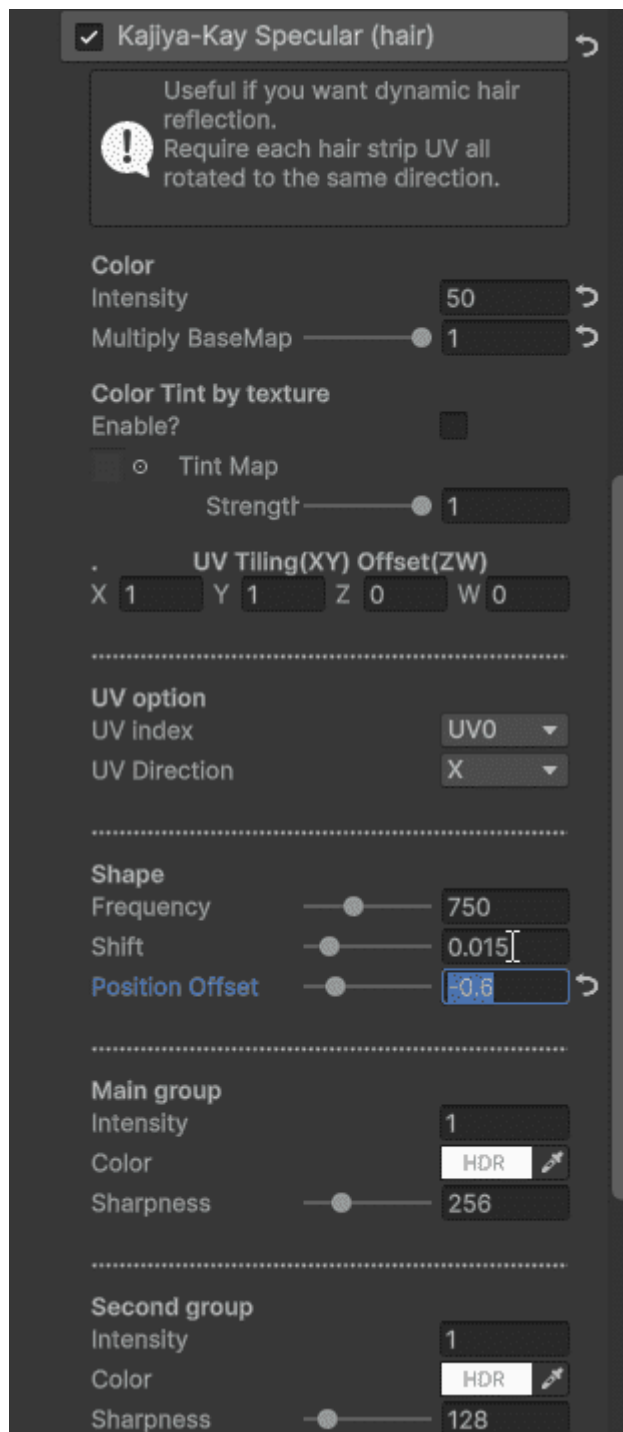 Kajiya-Kay Specular (hair)
Useful if you want dynamic hair
reflection.
Require each hair strip UV all
rotated to the same direction.
Color
Intensity 50
Multiply BaseMap 1
Color Tint by texture
Enable?
Tint Map
Strengt 1
. UV Tiling(XY) Offset(ZW)
X 1 Y 1 Z 0 W 0
UV option
UV index UV0
UV Direction X
Shape
Frequency 750
Shift 0.015
Position Offset -0.6
Main group
Intensity 1
Color HDR
Sharpness 256
Second group
Intensity 1
Color HDR
Sharpness 128